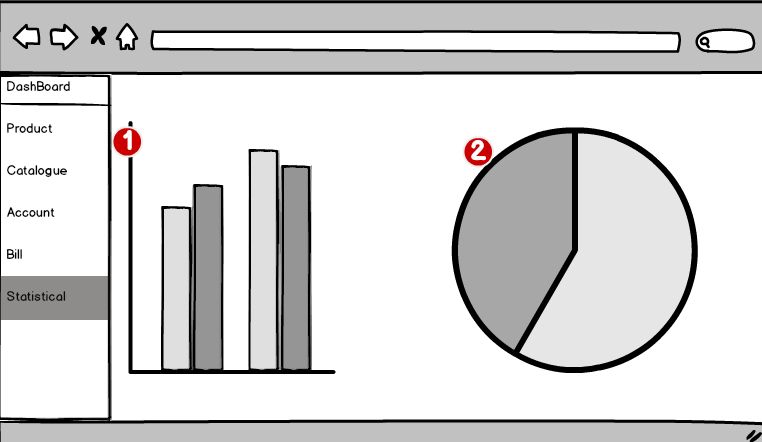 DashBoard
Product
1
2
Catalogue
Account
Bill
Statistical